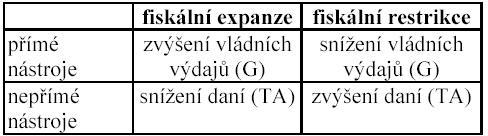 fiskální expanze fiskální restrikce
přímé nástroje zvýšení vládních výdajů (G) snížení vládních výdajů (G)
nepřímé nástroje snížení daní (TA) zvýšení daní (TA)